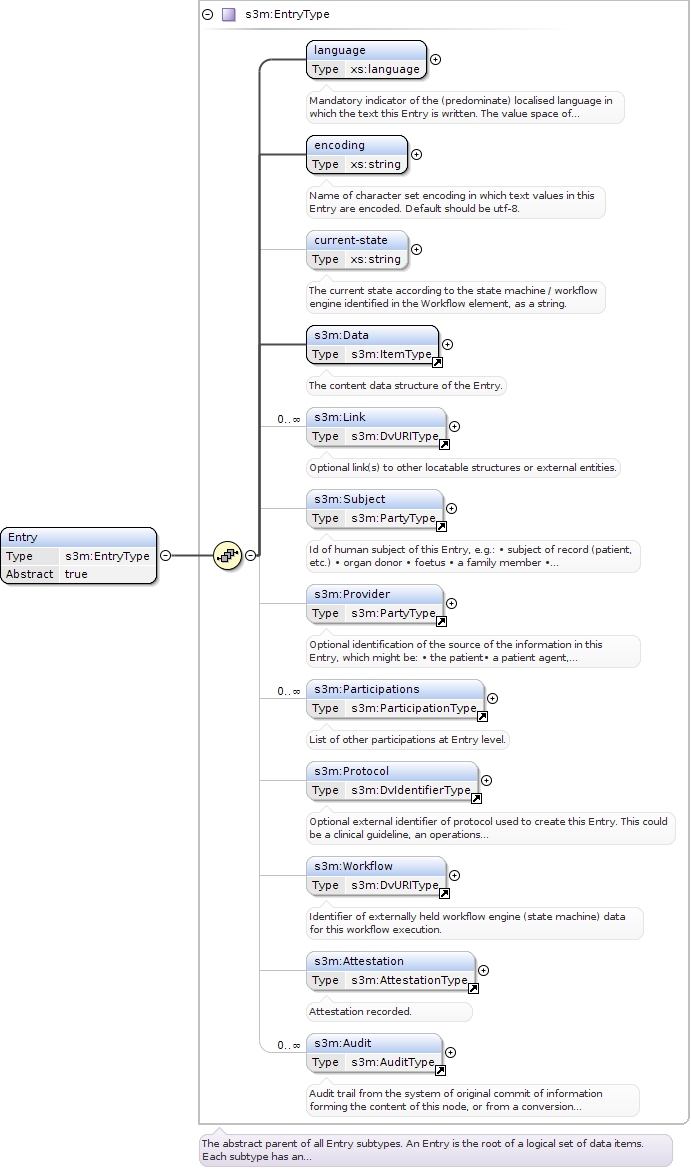 s3m:EntryType
language
Type xs:language
Mandatory indicator of the (predominate) localised language in
which the text this Entry is written. The value space of...
encoding
Type xs:string
Name of character set encoding in which text values in this
Entry are encoded. Default should be utf-8.
current-state
Type xs:string
The current state according to the state machine / workflow
engine identified in the Workflow element, as a string.
s3m:Data
Type s3m:ItemType
The content data structure of the Entry.
0..∞
s3m:Link
Type s3m:DvURIType
Optional link(s) to other locatable structures or external entities.
s3m:Subject
Type s3m:PartyType
Id of human subject of this Entry, e.g.: • subject of record (patient,
etc.) • organ donor • foetus • a family member •...
Entry
Type s3m:EntryType
Abstract true
s3m:Provider
Type s3m:PartyType
Optional identification of the source of the information in this
Entry, which might be: • the patient• a patient agent,...
0..∞
s3m:Participations
Type s3m:ParticipationType
List of other participations at Entry level.
s3m:Protocol
Type s3m:DvIdentifierType
Optional external identifier of protocol used to create this Entry. This could
be a clinical guideline, an operations...
s3m:Workflow
Type s3m:DvURIType
Identifier of externally held workflow engine (state machine) data
for this workflow execution.
s3m:Attestation
Type s3m:AttestationType
Attestation recorded.
0..∞
s3m:Audit
Type s3m:AuditType
Audit trail from the system of original commit of information
forming the content of this node, or from a conversion...
The abstract parent of all Entry subtypes. An Entry is the root of a logical set of data items.
Each subtype has an...